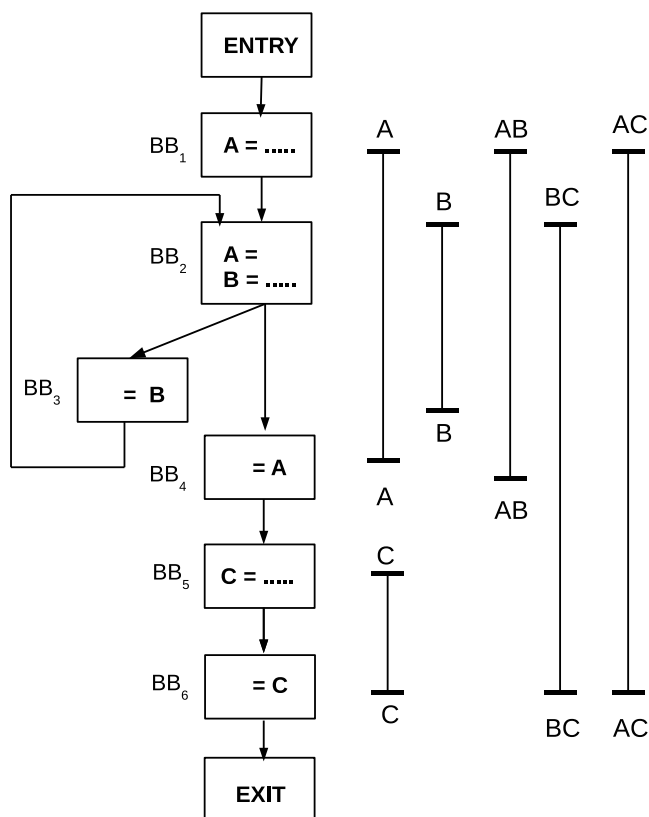 ENTRY
BB1
A = .....
BB2
A =
B = .....
BB3
= B
BB4
= A
BB5
C = .....
BB6
= C
EXIT
A
AB
AC
B
BC
B
A
AB
C
C
BC
AC